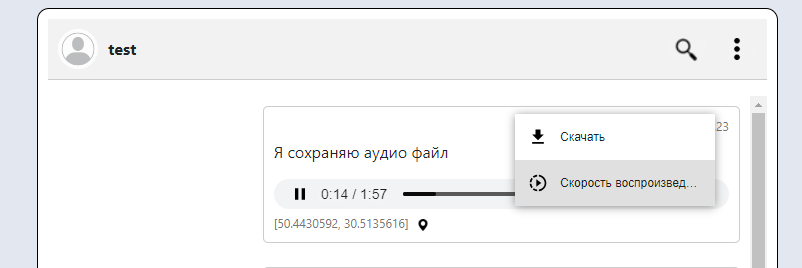 test
23
Скачать
Я сохраняю аудио файл
Скорость воспроизвед...
0:14 / 1:57
[50.4430592, 30.5135616]